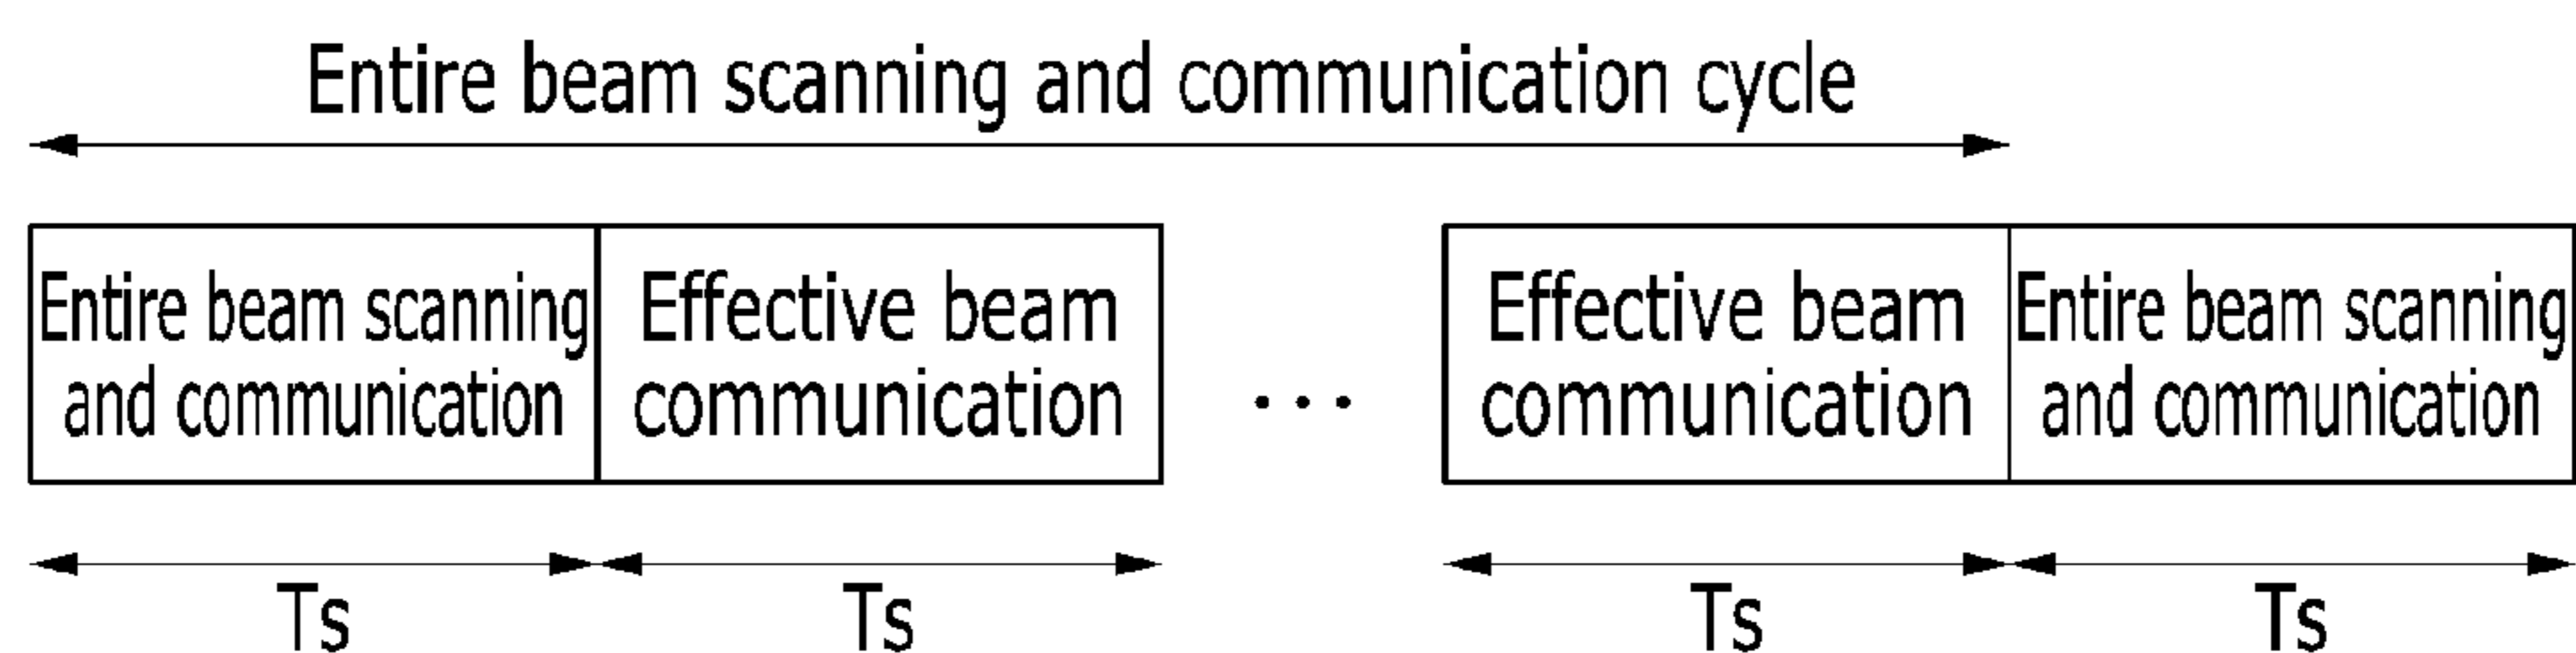 Entire beam scanning and communication cycle
Entire beam scanning
and communication
Effective beam
communication
...
Effective beam
communication
Entire beam scanning
and communication
Ts
Ts
Ts
Ts